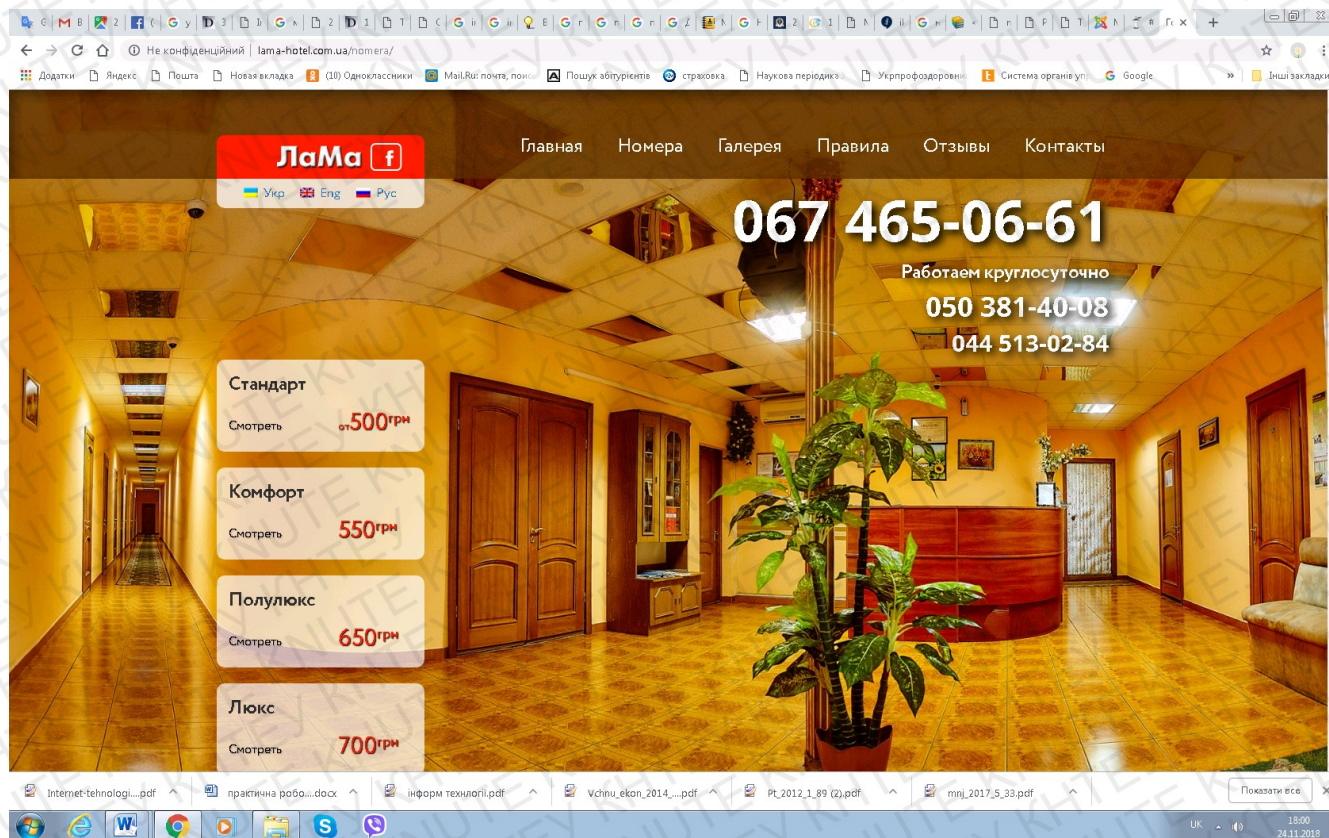 Не конфіденційний | lama-hotel.com.ua/nomera/
Додатки Яндекс Пошта Новая вкладка (10) Одноклассники Mail.Ru: почта, поис Пошук абітурієнтів страховка Наукова періодика Укрпрофоздоровни Система органів уп Google » Інші закладки
ЛаМа f
Укр Eng Рус
Главная Номера Галерея Правила Отзывы Контакты
067 465-06-61
Работаем круглосуточно
050 381-40-08
044 513-02-84
Стандарт
Смотреть от500грн
Комфорт
Смотреть 550грн
Полулюкс
Смотреть 650грн
Люкс
Смотреть 700грн
Internet-tehnologi....pdf практична робо....docx інформ технлогії.pdf Vchnu_ekon_2014_....pdf Pt_2012_1_89 (2).pdf mnj_2017_5_33.pdf Показати все
UK 18:00
24.11.2018